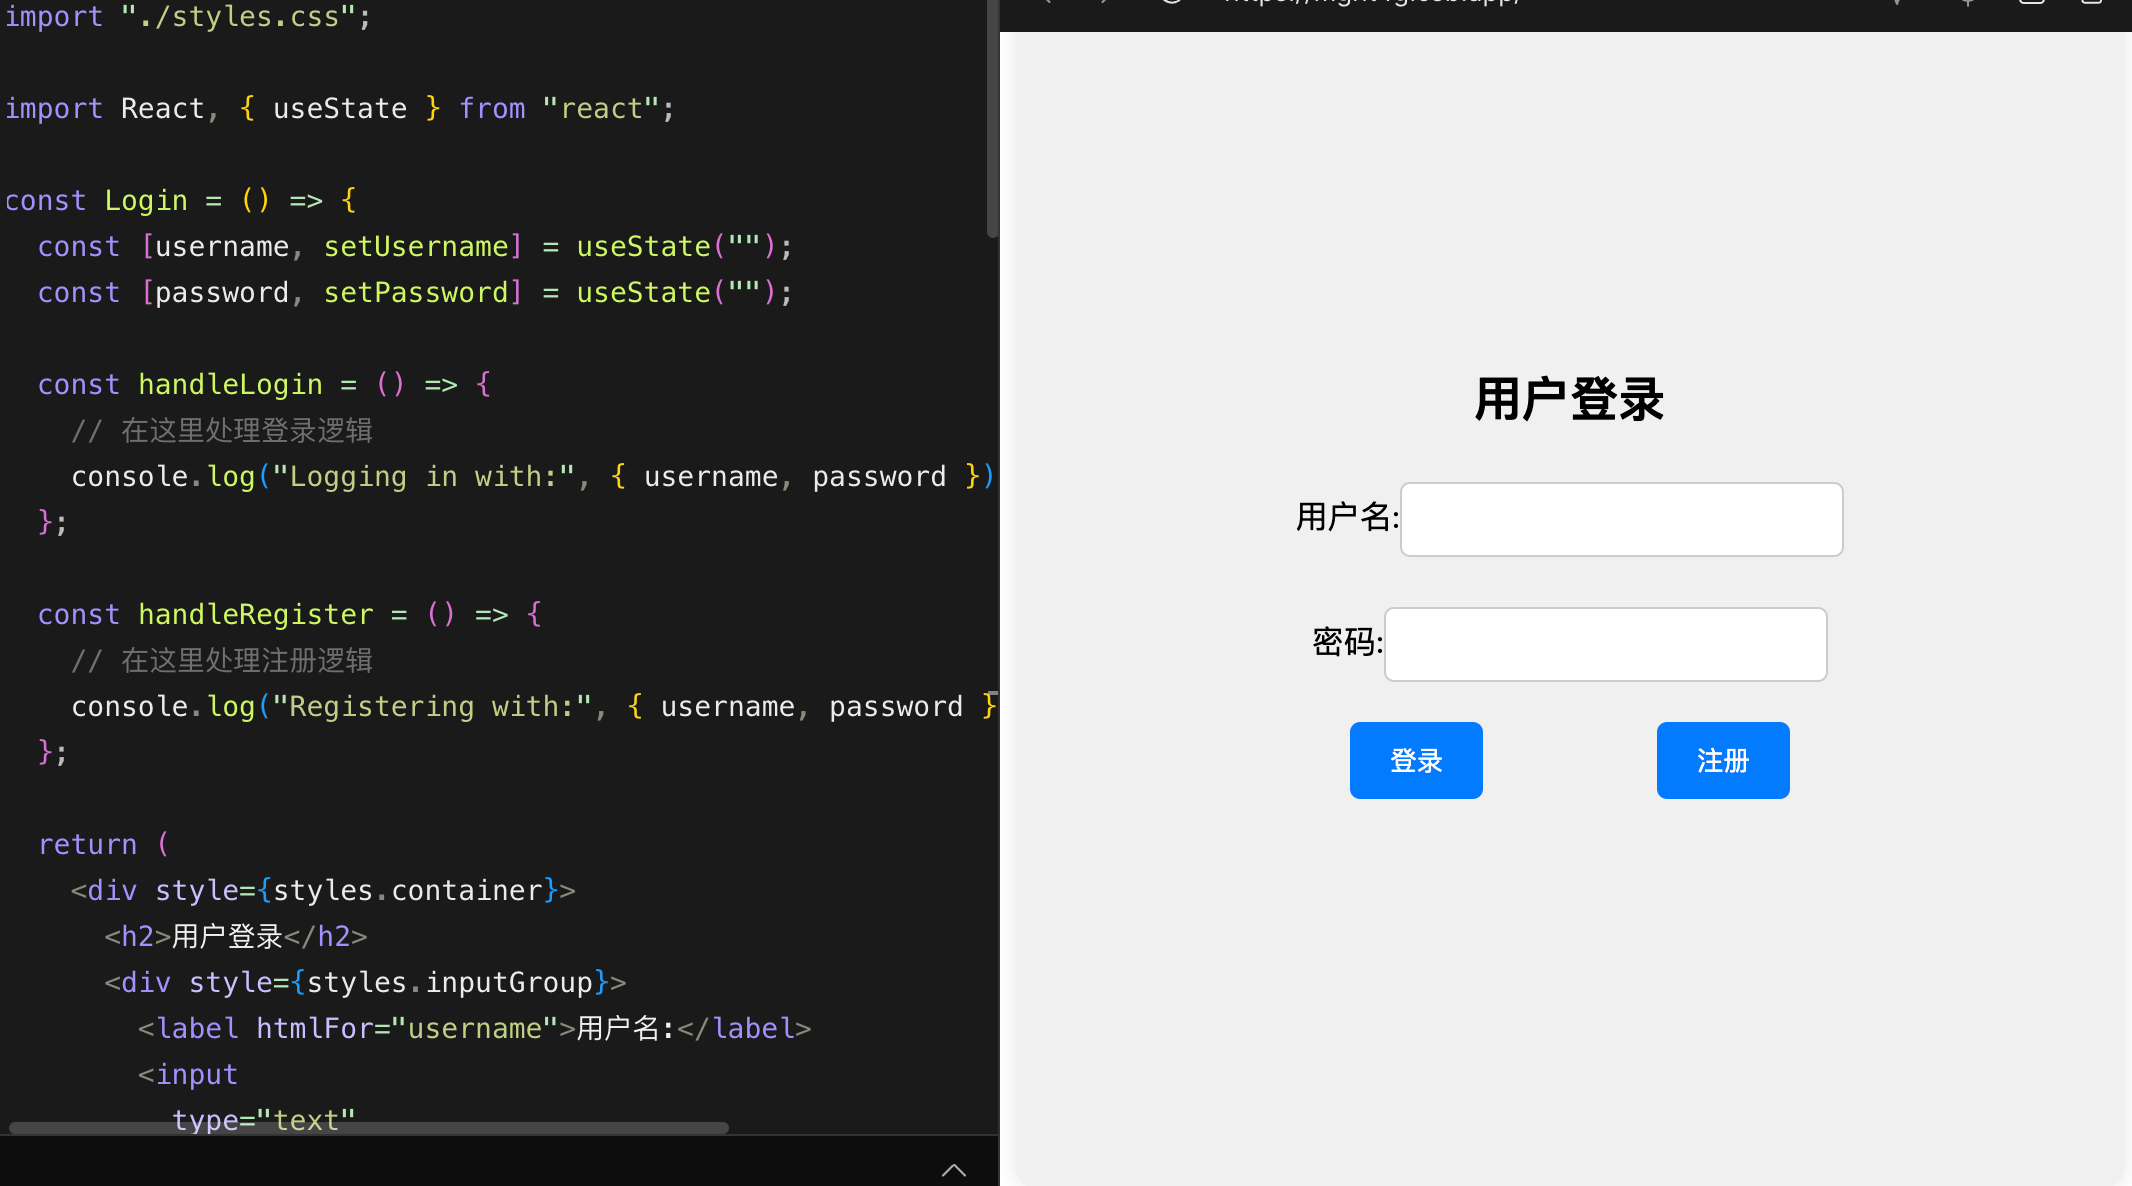 import "./styles.css";
import React, { useState } from "react";
const Login = () => {
const [username, setUsername] = useState("");
const [password, setPassword] = useState("");
const handleLogin = () => {
// 在这里处理登录逻辑
console.log("Logging in with:", { username, password })
};
const handleRegister = () => {
// 在这里处理注册逻辑
console.log("Registering with:", { username, password }
};
return (
<div style={styles.container}>
<h2>用户登录</h2>
<div style={styles.inputGroup}>
<label htmlFor="username">用户名:</label>
<input
type="text"
用户登录
用户名:
密码:
登录
注册